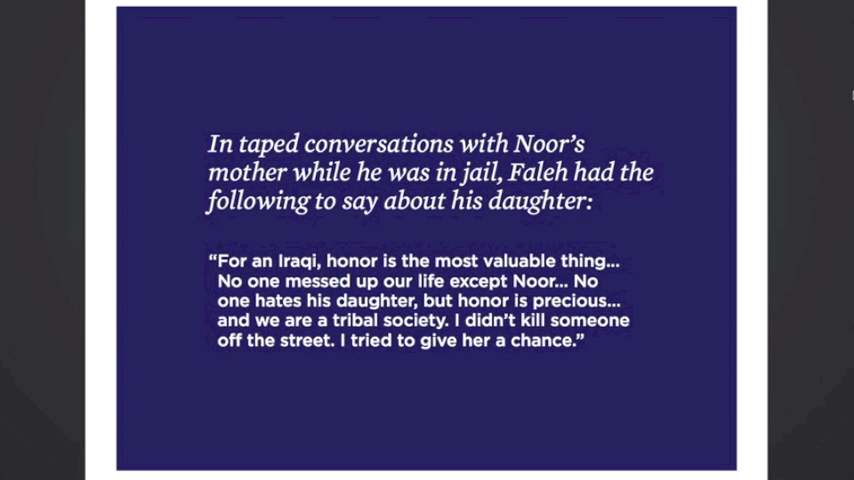 In taped conversations with Noor’s
mother while he was in jail, Faleh had the
following to say about his daughter:
“For an Iraqi, honor is the most valuable thing...
No one messed up our life except Noor... No
one hates his daughter, but honor is precious...
and we are a tribal society. I didn’t kill someone
off the street. I tried to give her a chance.”